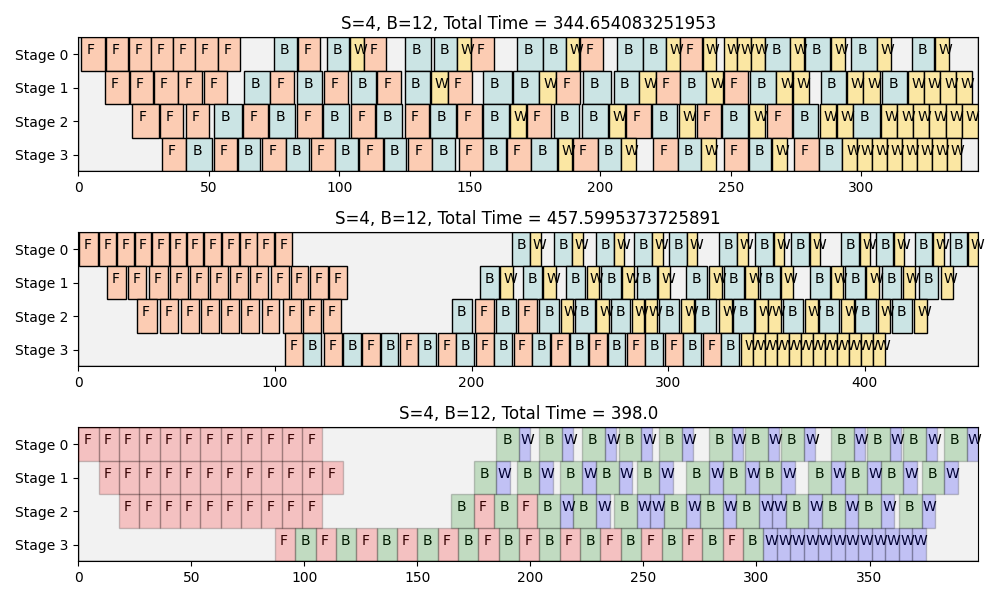 S=4, B=12, Total Time = 344.654083251953
Stage 0 F F F F F F F B F B W F B B W F B B W F B B W F W W W W B W B W B W B W
Stage 1 F F F F F B F B F B F B W F B B W F B B W F B W F B W W B W W B W W W W
Stage 2 F F F B F B F B F B F B F B W F B B W F B W F B W F B W W B W W W W W W
Stage 3 F B F B F B F B F B F B F B F B W F B W F B W F B W F B W W W W W W W W
0 50 100 150 200 250 300
S=4, B=12, Total Time = 457.5995373725891
Stage 0 F F F F F F F F F F F F B W B W B W B W B W B W B W B W B W B W B W B W
Stage 1 F F F F F F F F F F F F B W B W B W B W B W B W B W B W B W B W B W B W
Stage 2 F F F F F F F F F F B F B F B W B W B W W B W B W B W W B W B W B W B W
Stage 3 F B F B F B F B F B F B F B F B F B F B F B F B W W W W W W W W W W W W
0 100 200 300 400
S=4, B=12, Total Time = 398.0
Stage 0 F F F F F F F F F F F F B W B W B W B W B W B W B W B W B W B W B W B W
Stage 1 F F F F F F F F F F F F B W B W B W B W B W B W B W B W B W B W B W B W
Stage 2 F F F F F F F F F F B F B F B W B W B W W B W B W B W W B W B W B W B W
Stage 3 F B F B F B F B F B F B F B F B F B F B F B F B W W W W W W W W W W W W
0 50 100 150 200 250 300 350